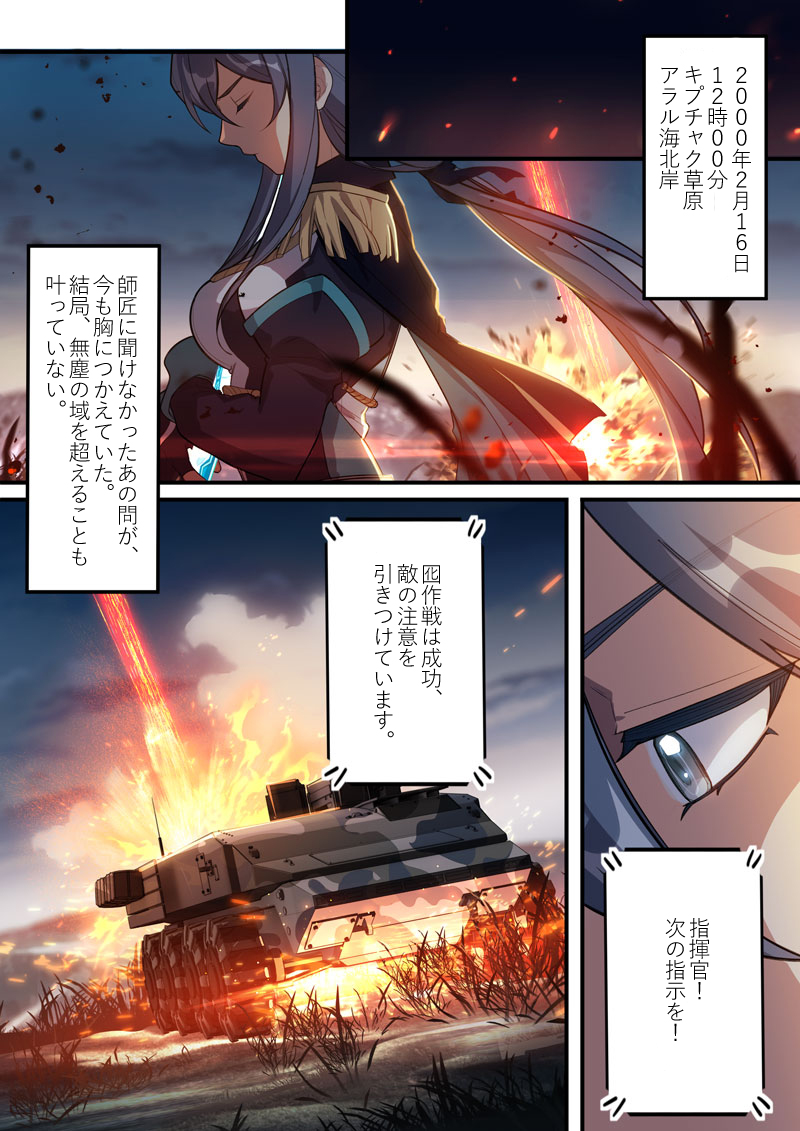 2000年2月16日
12時00分
キプチャク草原
アラル海北岸
師匠に聞けなかったあの問が、
今も胸につかえていた。
結局、無塵の域を超えることも
叶っていない。
囮作戦は成功、
敵の注意を
引きつけています。
指揮官！
次の指示を！